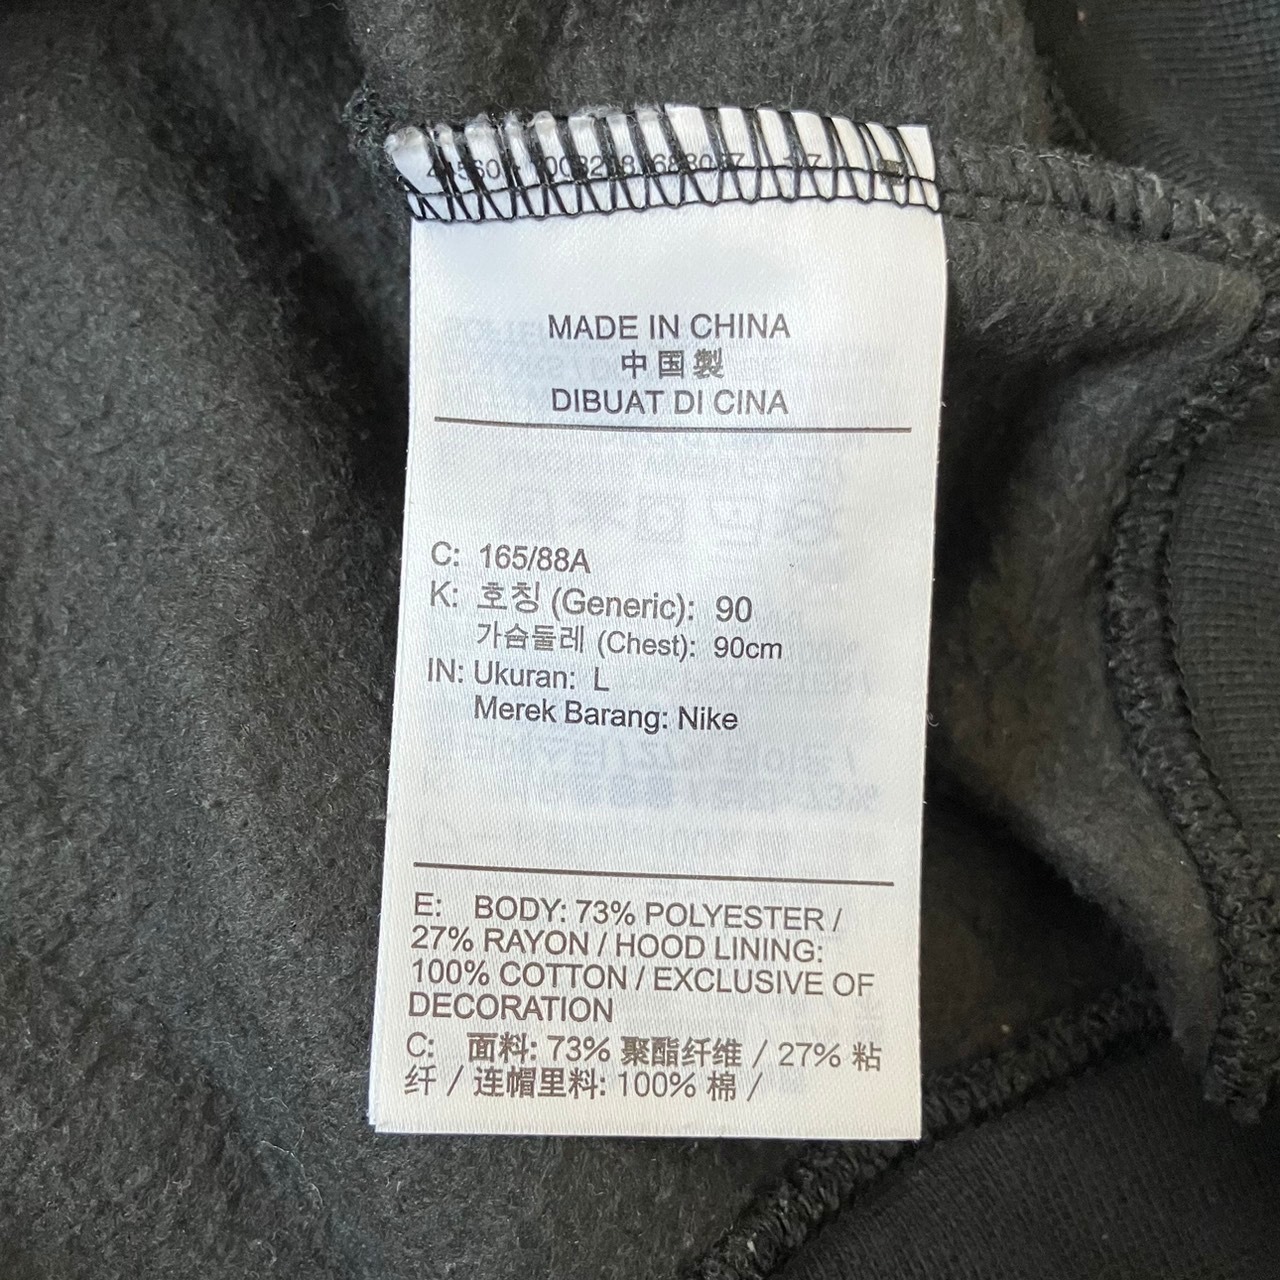 MADE IN CHINA
中国製
DIBUAT DI CINA
C: 165/88A
K: 호칭 (Generic): 90
가슴둘레 (Chest): 90cm
IN: Ukuran: L
Merek Barang: Nike
E: BODY: 73% POLYESTER /
27% RAYON / HOOD LINING:
100% COTTON / EXCLUSIVE OF
DECORATION
C: 面料: 73% 聚酯纤维 / 27% 粘
纤 / 连帽里料: 100% 棉 /